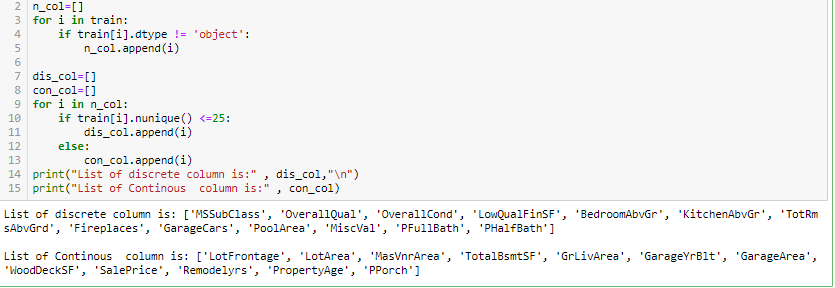 2 n_col=[]
3 for i in train:
4     if train[i].dtype != 'object':
5         n_col.append(i)
6
7 dis_col=[]
8 con_col=[]
9 for i in n_col:
10     if train[i].nunique() <=25:
11         dis_col.append(i)
12     else:
13         con_col.append(i)
14 print("List of discrete column is:" , dis_col,"\n")
15 print("List of Continous  column is:" , con_col)
List of discrete column is: ['MSSubClass', 'OverallQual', 'OverallCond', 'LowQualFinSF', 'BedroomAbvGr', 'KitchenAbvGr', 'TotRm
sAbvGrd', 'Fireplaces', 'GarageCars', 'PoolArea', 'MiscVal', 'PFullBath', 'PHalfBath']
List of Continous  column is: ['LotFrontage', 'LotArea', 'MasVnrArea', 'TotalBsmtSF', 'GrLivArea', 'GarageYrBlt', 'GarageArea',
'WoodDeckSF', 'SalePrice', 'Remodelyrs', 'PropertyAge', 'PPorch']